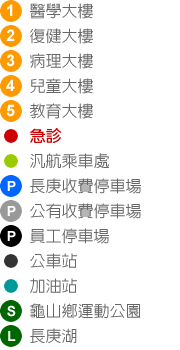 1 醫學大樓
2 復健大樓
3 病理大樓
4 兒童大樓
5 教育大樓
急診
汎航乘車處
P 長庚收費停車場
P 公有收費停車場
P 員工停車場
公車站
加油站
S 龜山鄉運動公園
L 長庚湖